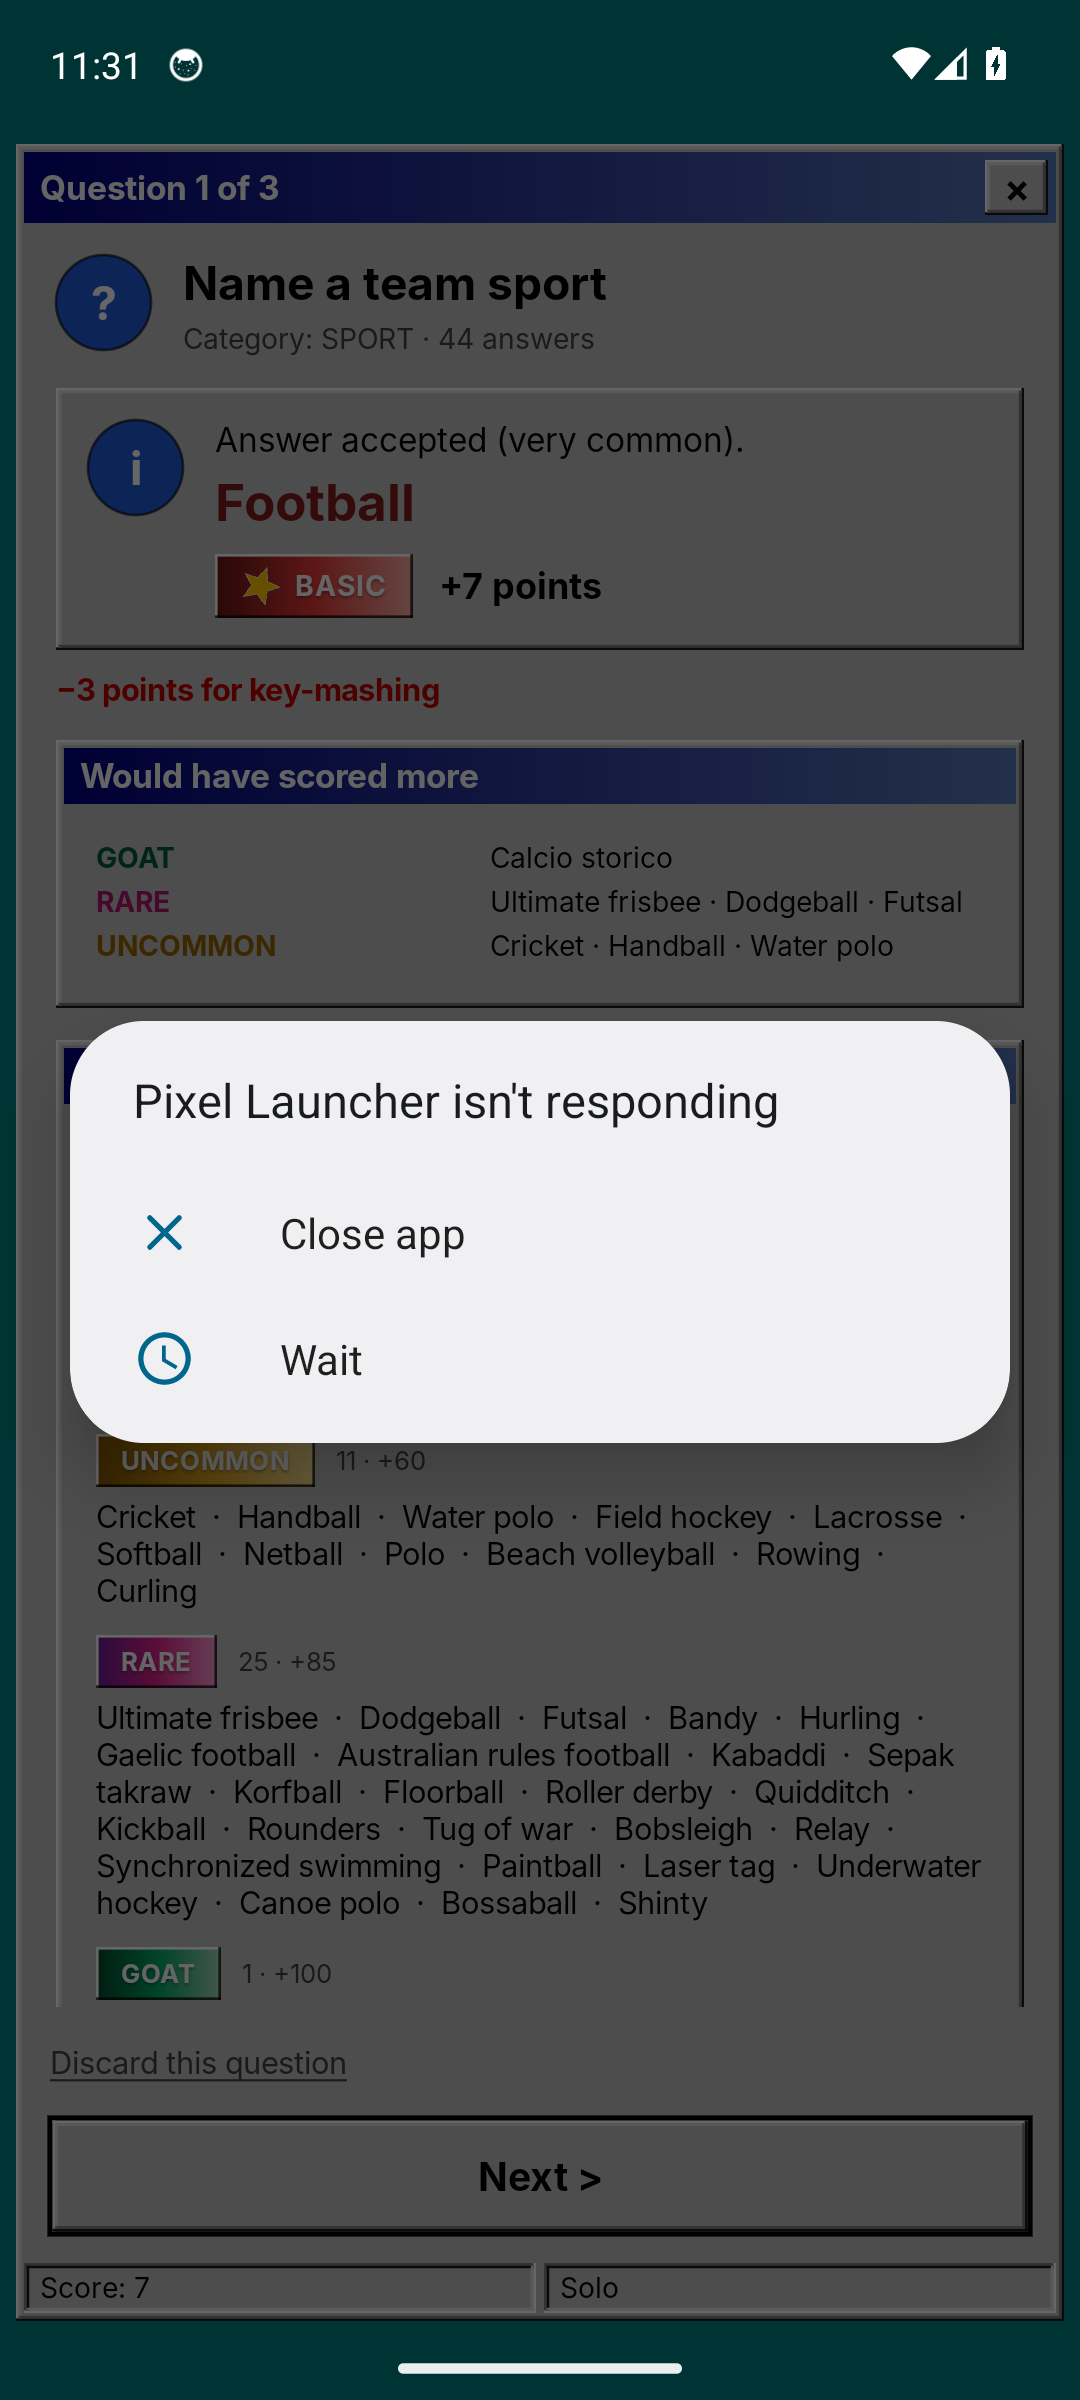 11:31
Question 1 of 3
×
?
Name a team sport
Category: SPORT · 44 answers
i
Answer accepted (very common).
Football
BASIC
+7 points
−3 points for key-mashing
Would have scored more
GOAT Calcio storico
RARE Ultimate frisbee · Dodgeball · Futsal
UNCOMMON Cricket · Handball · Water polo
Pixel Launcher isn't responding
Close app
Wait
UNCOMMON 11 · +60
Cricket · Handball · Water polo · Field hockey · Lacrosse ·
Softball · Netball · Polo · Beach volleyball · Rowing ·
Curling
RARE 25 · +85
Ultimate frisbee · Dodgeball · Futsal · Bandy · Hurling ·
Gaelic football · Australian rules football · Kabaddi · Sepak
takraw · Korfball · Floorball · Roller derby · Quidditch ·
Kickball · Rounders · Tug of war · Bobsleigh · Relay ·
Synchronized swimming · Paintball · Laser tag · Underwater
hockey · Canoe polo · Bossaball · Shinty
GOAT 1 · +100
Discard this question
Next >
Score: 7
Solo